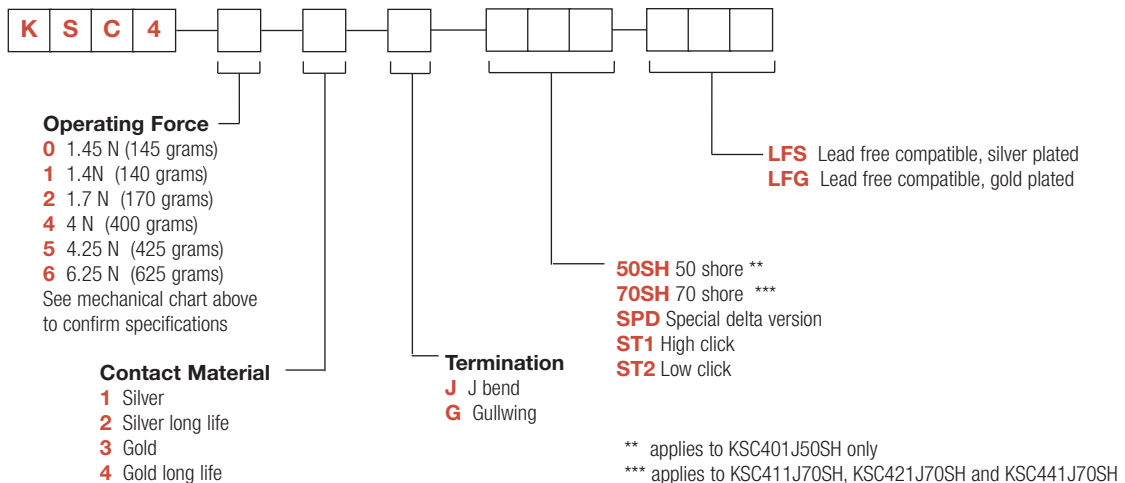 K S C 4
Operating Force
0 1.45 N (145 grams)
1 1.4N (140 grams)
2 1.7 N (170 grams)
4 4 N (400 grams)
5 4.25 N (425 grams)
6 6.25 N (625 grams)
See mechanical chart above
to confirm specifications
Contact Material
1 Silver
2 Silver long life
3 Gold
4 Gold long life
Termination
J J bend
G Gullwing
50SH 50 shore **
70SH 70 shore ***
SPD Special delta version
ST1 High click
ST2 Low click
LFS Lead free compatible, silver plated
LFG Lead free compatible, gold plated
** applies to KSC401J50SH only
*** applies to KSC411J70SH, KSC421J70SH and KSC441J70SH